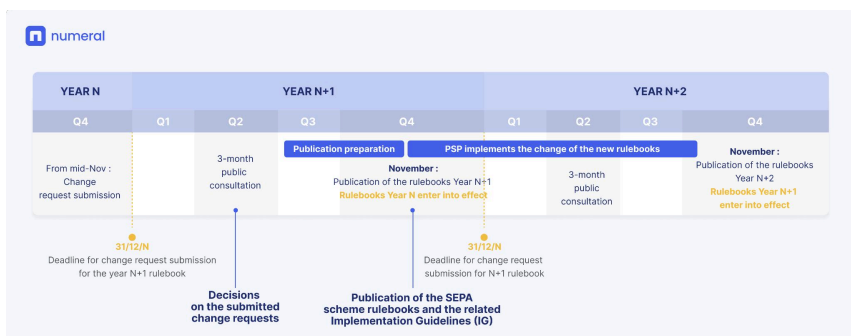 numeral
YEAR N
YEAR N+1
YEAR N+2
Q4
Q1
Q2
Q3
Q4
Q1
Q2
Q3
Q4
From mid-Nov :
Change
request submission
3-month
public
consultation
Publication preparation
PSP implements the change of the new rulebooks
November :
Publication of the rulebooks Year N+1
Rulebooks Year N enter into effect
3-month
public
consultation
November :
Publication of the rulebooks
Year N+2
Rulebooks Year N+1
enter into effect
31/12/N
Deadline for change request submission
for the year N+1 rulebook
31/12/N
Deadline for change request
submission for N+1 rulebook
Decisions
on the submitted
change requests
Publication of the SEPA
scheme rulebooks and the related
Implementation Guidelines (IG)